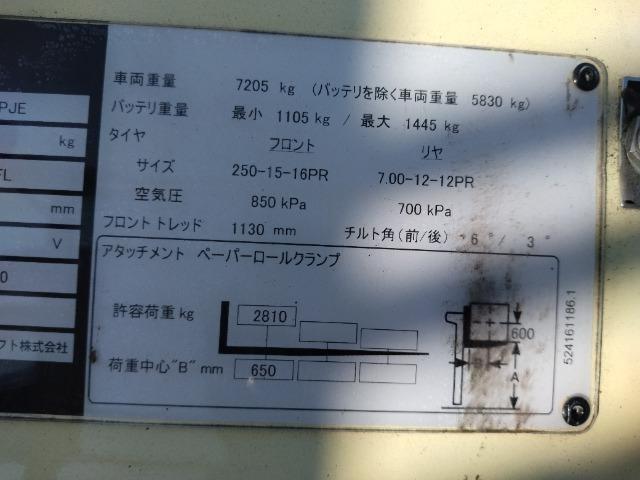 車両重量 7205 kg (バッテリを除く車両重量 5830 kg)
バッテリ重量 最小 1105 kg / 最大 1445 kg
タイヤ フロント リヤ
サイズ 250-15-16PR 7.00-12-12PR
空気圧 850 kPa 700 kPa
フロントトレッド 1130 mm チルト角(前/後) 6°/ 3°
アタッチメント ペーパーロールクランプ
許容荷重 kg 2810
荷重中心"B" mm 650
600
A
524161186.1
PJE
kg
FL
mm
V
0
フト株式会社